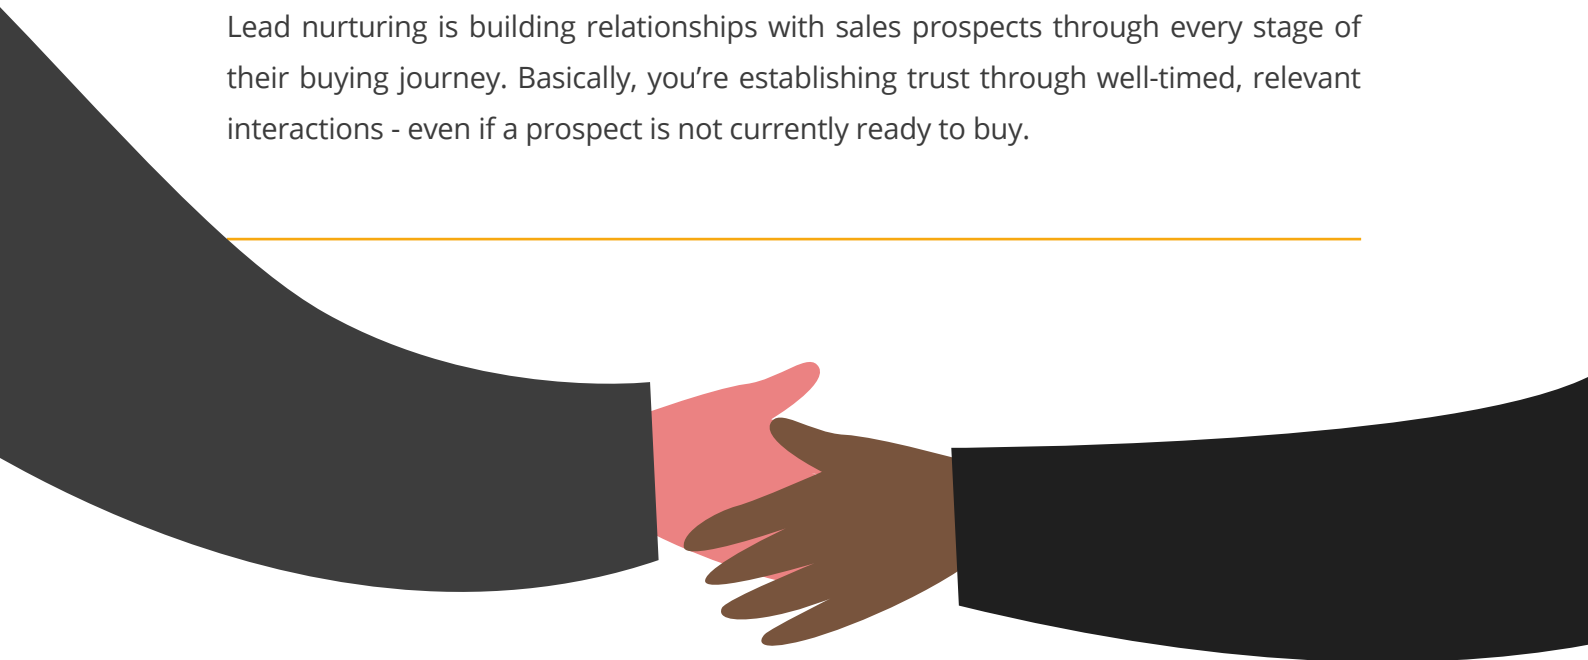 Lead nurturing is building relationships with sales prospects through every stage of
their buying journey. Basically, you’re establishing trust through well-timed, relevant
interactions - even if a prospect is not currently ready to buy.